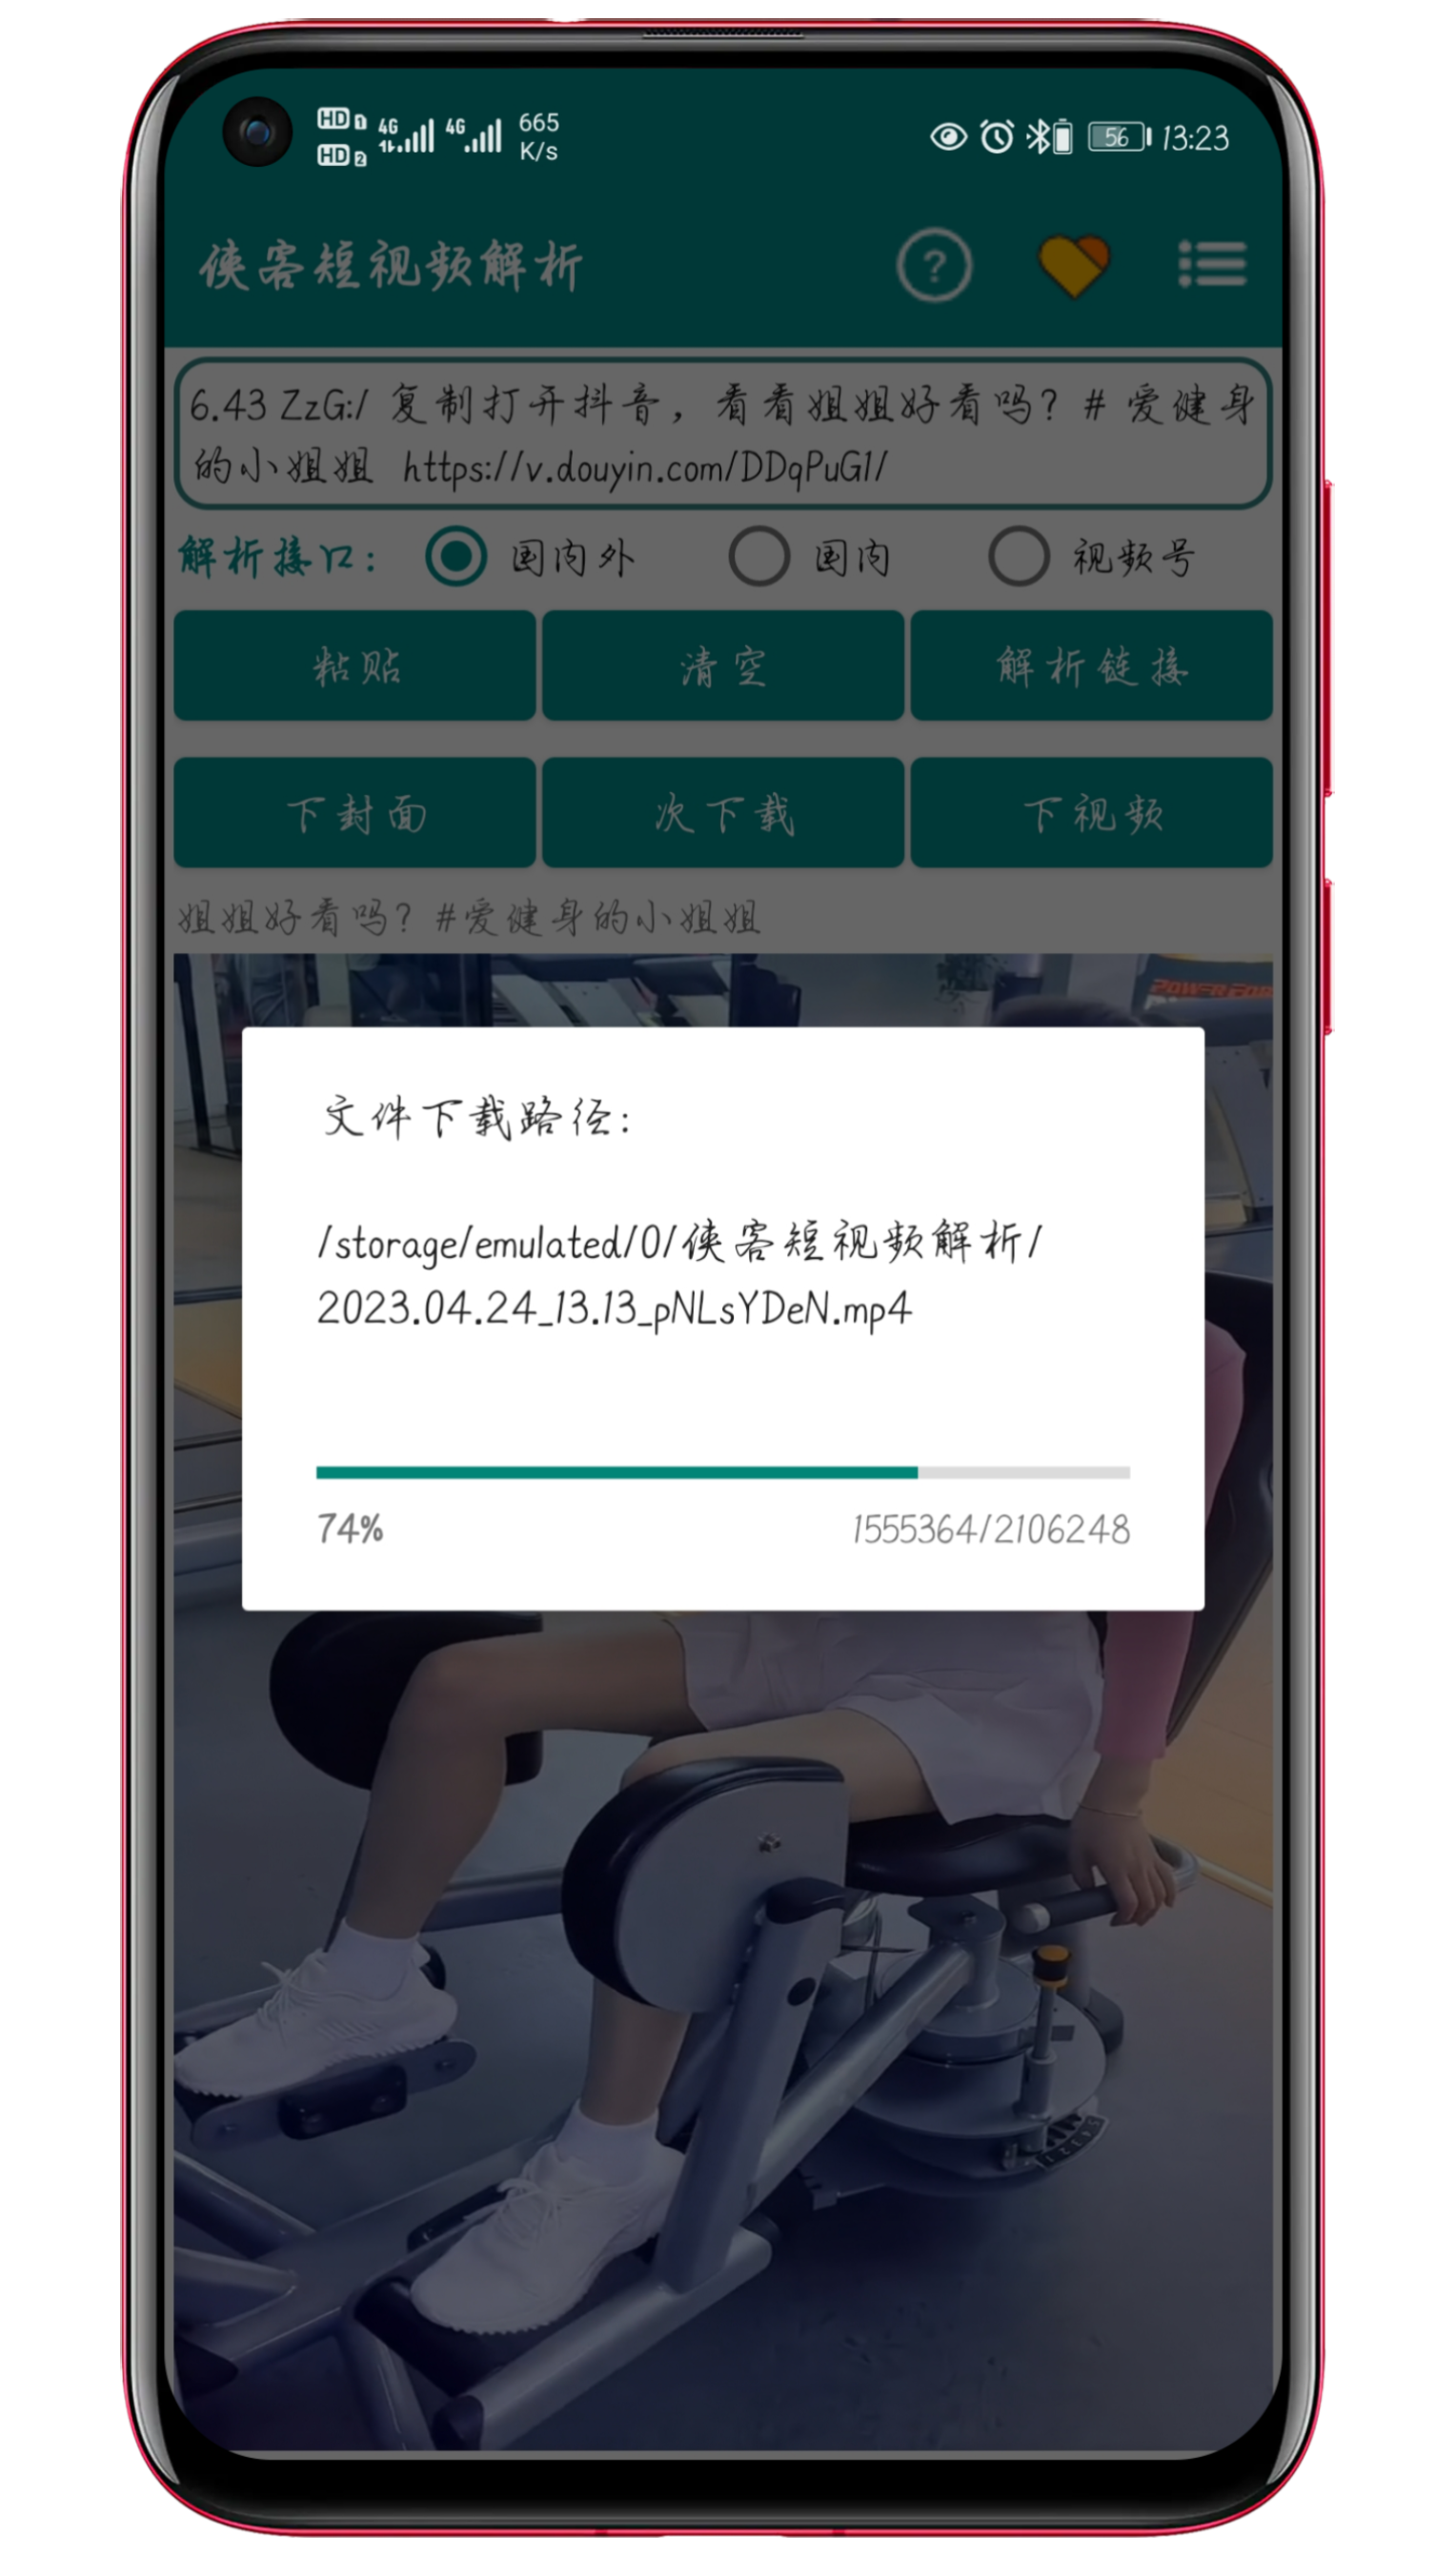 HD 1
HD 2
4G
4G
665
K/s
56
13:23
侠客短视频解析
?
6.43 ZzG:/ 复制打开抖音，看看姐姐好看吗？# 爱健身
的小姐姐 https://v.douyin.com/DDqPuG1/
解析接口：
国内外
国内
视频号
粘贴
清空
解析链接
下封面
次下载
下视频
姐姐好看吗？#爱健身的小姐姐
文件下载路径：
/storage/emulated/0/侠客短视频解析/
2023.04.24_13.13_pNLsYDeN.mp4
74%
1555364/2106248